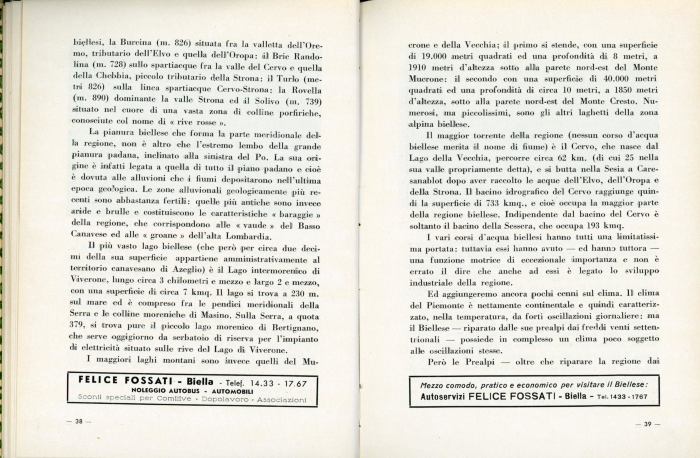 biellesi, la Burcina (m. 826) situata fra la valletta dell'Ore-
mo, tributario dell'Elvo e quella dell'Oropa; il Bric Rando-
lina (m. 728) sullo spartiacque fra la valle del Cervo e quella
della Chebbia, piccolo tributario della Strona; il Turlo (me-
tri 826) sulla linea spartiacque Cervo-Strona; la Rovella
(m. 890) dominante la valle Strona ed il Solivo (m. 739)
situato nel cuore di una vasta zona di colline porfiriche,
conosciute col nome di « rive rosse ».
La pianura biellese che forma la parte meridionale del-
la regione, non è altro che l'estremo lembo della grande
pianura padana, inclinato alla sinistra del Po. La sua ori-
gine è infatti legata a quella di tutto il piano padano e cioè
è dovuta alle alluvioni che i fiumi depositarono nell'ultima
epoca geologica. Le zone alluvionali geologicamente più re-
centi sono abbastanza fertili: quelle più antiche sono invece
aride e brulle e costituiscono le caratteristiche « baraggie »
della regione, che corrispondono alle « vaude » del Basso
Canavese ed alle « groane » dell'alta Lombardia.
Il più vasto lago biellese (che però per circa due deci-
mi della sua superficie appartiene amministrativamente al
territorio canavesano di Azeglio) è il Lago intermorenico di
Viverone, lungo circa 3 chilometri e mezzo e largo 2 e mezzo,
con una superficie di circa 7 kmq. Il lago si trova a 230 m.
sul mare ed è compreso fra le pendici meridionali della
Serra e le colline moreniche di Masino. Sulla Serra, a quota
379, si trova pure il piccolo lago morenico di Bertignano,
che serve oggigiorno da serbatoio di riserva per l'impianto
di elettricità situato sulle rive del Lago di Viverone.
I maggiori laghi montani sono invece quelli del Mu-
FELICE FOSSATI - Biella - Telef. 14.33 - 17.67
NOLEGGIO AUTOBUS - AUTOMOBILI
Sconti speciali per Comitive - Dopolavoro - Associazioni
— 38 —
crone e della Vecchia; il primo si stende, con una superficie
di 19.000 metri quadrati ed una profondità di 8 metri, a
1910 metri d'altezza sotto alla parete nord-est del Monte
Mucrone: il secondo con una superficie di 40.000 metri
quadrati ed una profondità di circa 10 metri, a 1850 metri
d'altezza, sotto alla parete nord-est del Monte Cresto. Nu-
merosi, ma piccolissimi, sono gli altri laghetti della zona
alpina biellese.
Il maggior torrente della regione (nessun corso d'acqua
biellese merita il nome di fiume) è il Cervo, che nasce dal
Lago della Vecchia, percorre circa 62 km. (di cui 25 nella
sua valle propriamente detta), e si butta nella Sesia a Care-
sanablot dopo aver raccolto le acque dell'Elvo, dell'Oropa e
della Strona. Il bacino idrografico del Cervo raggiunge quin-
di la superficie di 733 kmq., e cioè occupa la maggior parte
della regione biellese. Indipendente dal bacino del Cervo è
soltanto il bacino della Sessera, che occupa 193 kmq.
I vari corsi d'acqua biellesi hanno tutti una limitatissi-
ma portata: tuttavia essi hanno avuto — ed hanno tuttora —
una funzione motrice di eccezionale importanza e non è
errato il dire che anche ad essi è legato lo sviluppo
industriale della regione.
Ed aggiungeremo ancora pochi cenni sul clima. Il clima
del Piemonte è nettamente continentale e quindi caratteriz-
zato, nella temperatura, da forti oscillazioni giornaliere: ma
il Biellese — riparato dalle sue prealpi dai freddi venti setten-
trionali — possiede in complesso un clima poco soggetto
alle oscillazioni stesse.
Però le Prealpi — oltre che riparare la regione dai
Mezzo comodo, pratico e economico per visitare il Biellese:
Autoservizi FELICE FOSSATI - Biella - Tel. 1433 - 1767
— 39 —